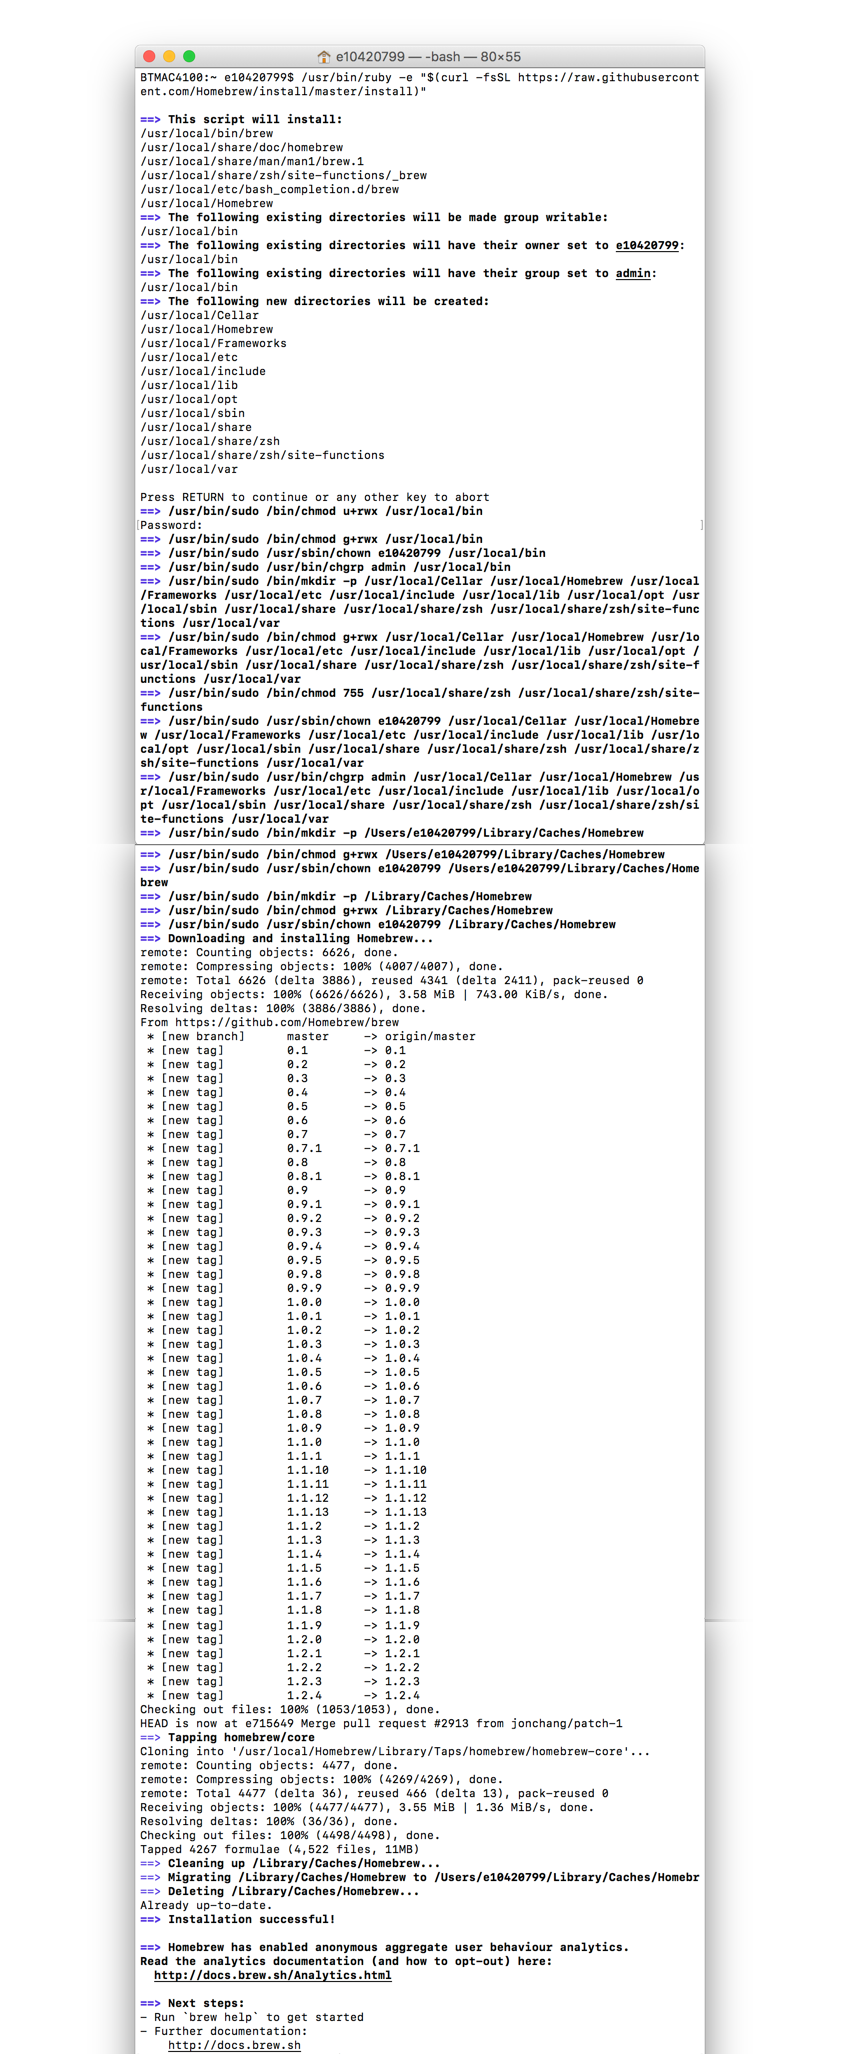 e10420799 — -bash — 80×55
BTMAC4100:~ e10420799$ /usr/bin/ruby -e "$(curl -fsSL https://raw.githubusercont
ent.com/Homebrew/install/master/install)"
==> This script will install:
/usr/local/bin/brew
/usr/local/share/doc/homebrew
/usr/local/share/man/man1/brew.1
/usr/local/share/zsh/site-functions/_brew
/usr/local/etc/bash_completion.d/brew
/usr/local/Homebrew
==> The following existing directories will be made group writable:
/usr/local/bin
==> The following existing directories will have their owner set to e10420799:
/usr/local/bin
==> The following existing directories will have their group set to admin:
/usr/local/bin
==> The following new directories will be created:
/usr/local/Cellar
/usr/local/Homebrew
/usr/local/Frameworks
/usr/local/etc
/usr/local/include
/usr/local/lib
/usr/local/opt
/usr/local/sbin
/usr/local/share
/usr/local/share/zsh
/usr/local/share/zsh/site-functions
/usr/local/var
Press RETURN to continue or any other key to abort
==> /usr/bin/sudo /bin/chmod u+rwx /usr/local/bin
[Password: ]
==> /usr/bin/sudo /bin/chmod g+rwx /usr/local/bin
==> /usr/bin/sudo /usr/sbin/chown e10420799 /usr/local/bin
==> /usr/bin/sudo /usr/bin/chgrp admin /usr/local/bin
==> /usr/bin/sudo /bin/mkdir -p /usr/local/Cellar /usr/local/Homebrew /usr/local
/Frameworks /usr/local/etc /usr/local/include /usr/local/lib /usr/local/opt /usr
/local/sbin /usr/local/share /usr/local/share/zsh /usr/local/share/zsh/site-func
tions /usr/local/var
==> /usr/bin/sudo /bin/chmod g+rwx /usr/local/Cellar /usr/local/Homebrew /usr/lo
cal/Frameworks /usr/local/etc /usr/local/include /usr/local/lib /usr/local/opt /
usr/local/sbin /usr/local/share /usr/local/share/zsh /usr/local/share/zsh/site-f
unctions /usr/local/var
==> /usr/bin/sudo /bin/chmod 755 /usr/local/share/zsh /usr/local/share/zsh/site-
functions
==> /usr/bin/sudo /usr/sbin/chown e10420799 /usr/local/Cellar /usr/local/Homebre
w /usr/local/Frameworks /usr/local/etc /usr/local/include /usr/local/lib /usr/lo
cal/opt /usr/local/sbin /usr/local/share /usr/local/share/zsh /usr/local/share/z
sh/site-functions /usr/local/var
==> /usr/bin/sudo /usr/bin/chgrp admin /usr/local/Cellar /usr/local/Homebrew /us
r/local/Frameworks /usr/local/etc /usr/local/include /usr/local/lib /usr/local/o
pt /usr/local/sbin /usr/local/share /usr/local/share/zsh /usr/local/share/zsh/si
te-functions /usr/local/var
==> /usr/bin/sudo /bin/mkdir -p /Users/e10420799/Library/Caches/Homebrew
==> /usr/bin/sudo /bin/chmod g+rwx /Users/e10420799/Library/Caches/Homebrew
==> /usr/bin/sudo /usr/sbin/chown e10420799 /Users/e10420799/Library/Caches/Home
brew
==> /usr/bin/sudo /bin/mkdir -p /Library/Caches/Homebrew
==> /usr/bin/sudo /bin/chmod g+rwx /Library/Caches/Homebrew
==> /usr/bin/sudo /usr/sbin/chown e10420799 /Library/Caches/Homebrew
==> Downloading and installing Homebrew...
remote: Counting objects: 6626, done.
remote: Compressing objects: 100% (4007/4007), done.
remote: Total 6626 (delta 3886), reused 4341 (delta 2411), pack-reused 0
Receiving objects: 100% (6626/6626), 3.58 MiB | 743.00 KiB/s, done.
Resolving deltas: 100% (3886/3886), done.
From https://github.com/Homebrew/brew
* [new branch] master -> origin/master
* [new tag] 0.1 -> 0.1
* [new tag] 0.2 -> 0.2
* [new tag] 0.3 -> 0.3
* [new tag] 0.4 -> 0.4
* [new tag] 0.5 -> 0.5
* [new tag] 0.6 -> 0.6
* [new tag] 0.7 -> 0.7
* [new tag] 0.7.1 -> 0.7.1
* [new tag] 0.8 -> 0.8
* [new tag] 0.8.1 -> 0.8.1
* [new tag] 0.9 -> 0.9
* [new tag] 0.9.1 -> 0.9.1
* [new tag] 0.9.2 -> 0.9.2
* [new tag] 0.9.3 -> 0.9.3
* [new tag] 0.9.4 -> 0.9.4
* [new tag] 0.9.5 -> 0.9.5
* [new tag] 0.9.8 -> 0.9.8
* [new tag] 0.9.9 -> 0.9.9
* [new tag] 1.0.0 -> 1.0.0
* [new tag] 1.0.1 -> 1.0.1
* [new tag] 1.0.2 -> 1.0.2
* [new tag] 1.0.3 -> 1.0.3
* [new tag] 1.0.4 -> 1.0.4
* [new tag] 1.0.5 -> 1.0.5
* [new tag] 1.0.6 -> 1.0.6
* [new tag] 1.0.7 -> 1.0.7
* [new tag] 1.0.8 -> 1.0.8
* [new tag] 1.0.9 -> 1.0.9
* [new tag] 1.1.0 -> 1.1.0
* [new tag] 1.1.1 -> 1.1.1
* [new tag] 1.1.10 -> 1.1.10
* [new tag] 1.1.11 -> 1.1.11
* [new tag] 1.1.12 -> 1.1.12
* [new tag] 1.1.13 -> 1.1.13
* [new tag] 1.1.2 -> 1.1.2
* [new tag] 1.1.3 -> 1.1.3
* [new tag] 1.1.4 -> 1.1.4
* [new tag] 1.1.5 -> 1.1.5
* [new tag] 1.1.6 -> 1.1.6
* [new tag] 1.1.7 -> 1.1.7
* [new tag] 1.1.8 -> 1.1.8
* [new tag] 1.1.9 -> 1.1.9
* [new tag] 1.2.0 -> 1.2.0
* [new tag] 1.2.1 -> 1.2.1
* [new tag] 1.2.2 -> 1.2.2
* [new tag] 1.2.3 -> 1.2.3
* [new tag] 1.2.4 -> 1.2.4
Checking out files: 100% (1053/1053), done.
HEAD is now at e715649 Merge pull request #2913 from jonchang/patch-1
==> Tapping homebrew/core
Cloning into '/usr/local/Homebrew/Library/Taps/homebrew/homebrew-core'...
remote: Counting objects: 4477, done.
remote: Compressing objects: 100% (4269/4269), done.
remote: Total 4477 (delta 36), reused 466 (delta 13), pack-reused 0
Receiving objects: 100% (4477/4477), 3.55 MiB | 1.36 MiB/s, done.
Resolving deltas: 100% (36/36), done.
Checking out files: 100% (4498/4498), done.
Tapped 4267 formulae (4,522 files, 11MB)
==> Cleaning up /Library/Caches/Homebrew...
==> Migrating /Library/Caches/Homebrew to /Users/e10420799/Library/Caches/Homebr
==> Deleting /Library/Caches/Homebrew...
Already up-to-date.
==> Installation successful!
==> Homebrew has enabled anonymous aggregate user behaviour analytics.
Read the analytics documentation (and how to opt-out) here:
http://docs.brew.sh/Analytics.html
==> Next steps:
- Run `brew help` to get started
- Further documentation:
http://docs.brew.sh